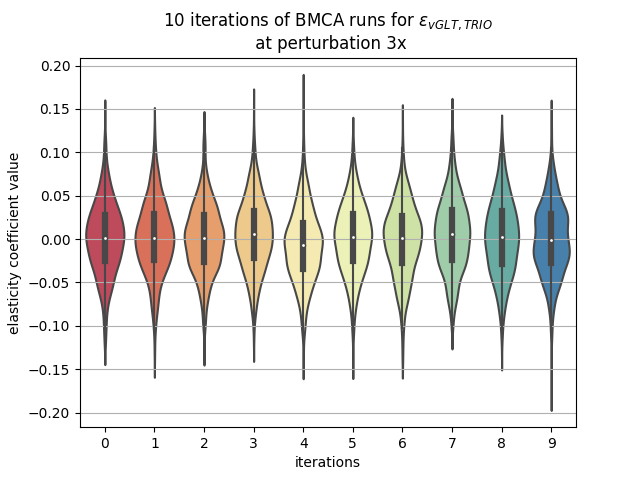 10 iterations of BMCA runs for ε_{vGLT, TRIO}
at perturbation 3x
0.20
0.15
0.10
0.05
0.00
−0.05
−0.10
−0.15
−0.20
elasticity coefficient value
0 1 2 3 4 5 6 7 8 9
iterations